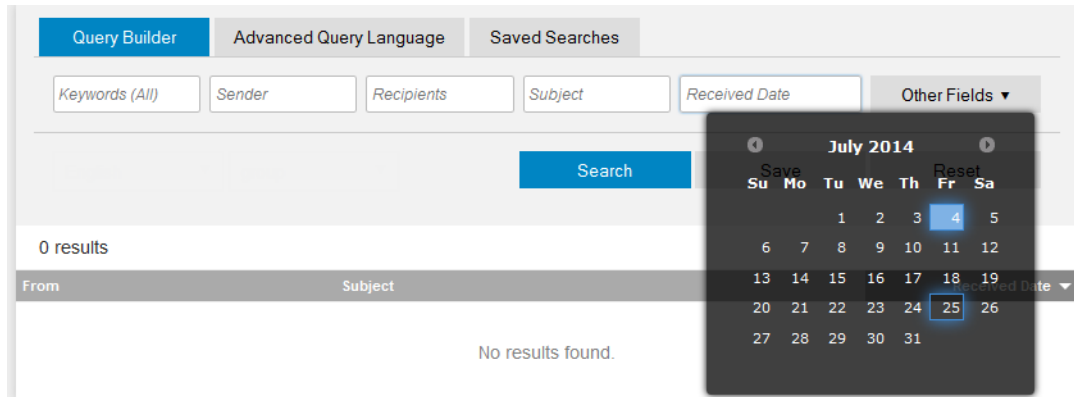 Query Builder Advanced Query Language Saved Searches
Keywords (All) Sender Recipients Subject Received Date Other Fields ▼
July 2014
Search Save Reset
Su Mo Tu We Th Fr Sa
1 2 3 4 5
0 results
6 7 8 9 10 11 12
13 14 15 16 17 18 19
From Subject Received Date ▼
20 21 22 23 24 25 26
27 28 29 30 31
No results found.